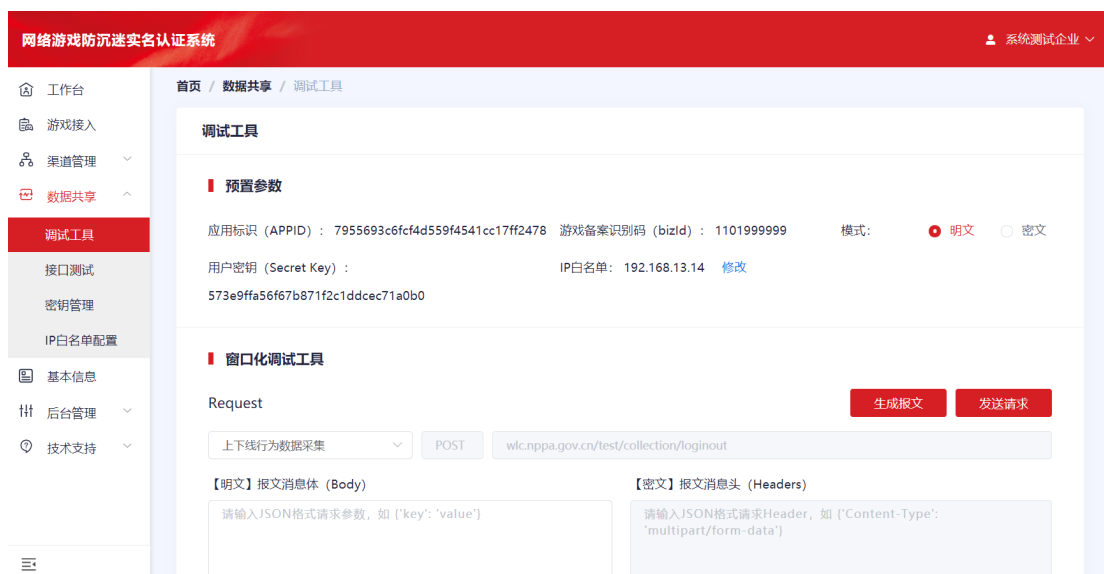 网络游戏防沉迷实名认证系统
系统测试企业
工作台
游戏接入
渠道管理
数据共享
调试工具
接口测试
密钥管理
IP白名单配置
基本信息
后台管理
技术支持
首页 / 数据共享 / 调试工具
调试工具
预置参数
应用标识（APPID）: 7955693c6fcf4d559f4541cc17ff2478 游戏备案识别码（bizId）: 1101999999 模式: 明文 密文
用户密钥（Secret Key）: IP白名单: 192.168.13.14 修改
573e9ffa56f67b871f2c1ddcec71a0b0
窗口化调试工具
Request 生成报文 发送请求
上下线行为数据采集 POST wlc.nppa.gov.cn/test/collection/loginout
【明文】报文消息体（Body） 【密文】报文消息头（Headers）
请输入JSON格式请求参数，如 {'key': 'value'} 请输入JSON格式请求Header，如 {'Content-Type':
'multipart/form-data'}